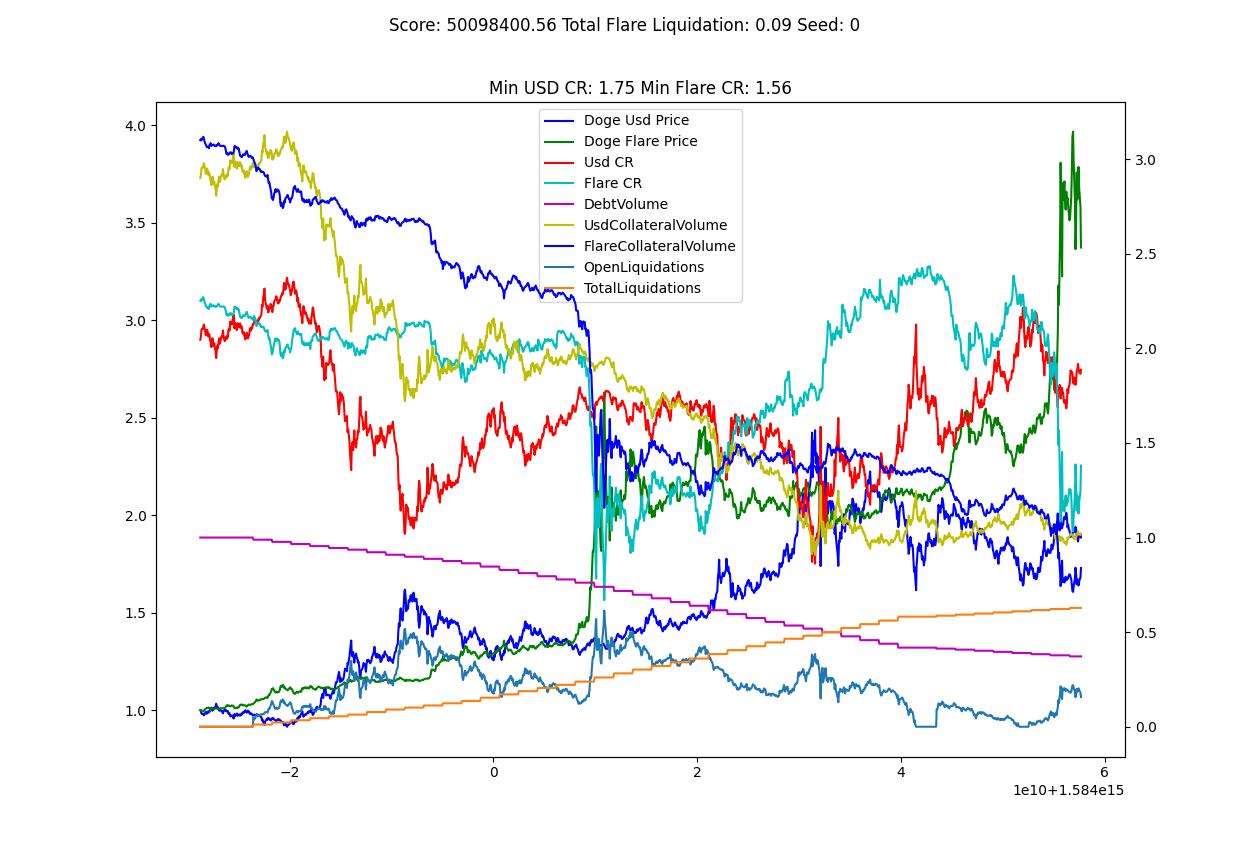 Score: 50098400.56 Total Flare Liquidation: 0.09 Seed: 0
Min USD CR: 1.75 Min Flare CR: 1.56
Doge Usd Price
Doge Flare Price
Usd CR
Flare CR
DebtVolume
UsdCollateralVolume
FlareCollateralVolume
OpenLiquidations
TotalLiquidations
4.0
3.5
3.0
2.5
2.0
1.5
1.0
3.0
2.5
2.0
1.5
1.0
0.5
0.0
−2
0
2
4
6
1e10+1.584e15